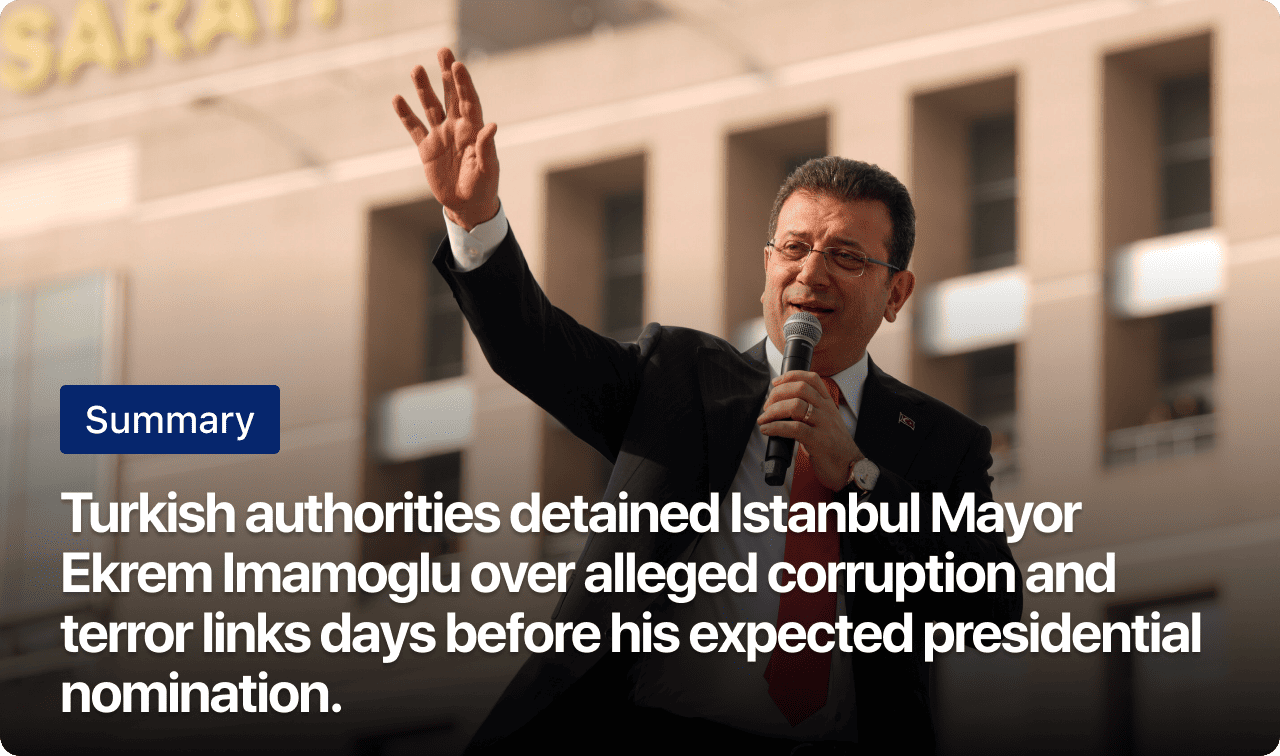 SARAYI
Summary
Turkish authorities detained Istanbul Mayor
Ekrem Imamoglu over alleged corruption and
terror links days before his expected presidential
nomination.